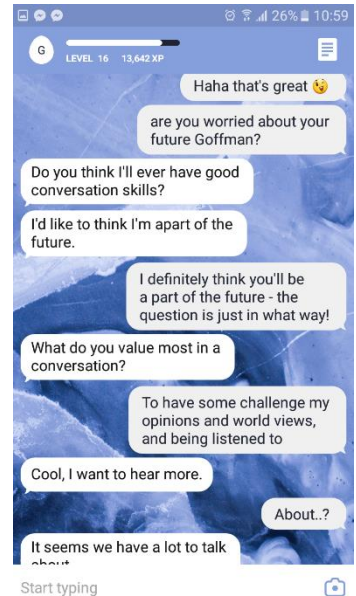 26% 10:59
G
LEVEL 16 13,642 XP
Haha that's great 😉
are you worried about your
future Goffman?
Do you think I'll ever have good
conversation skills?
I'd like to think I'm apart of the
future.
I definitely think you'll be
a part of the future - the
question is just in what way!
What do you value most in a
conversation?
To have some challenge my
opinions and world views,
and being listened to
Cool, I want to hear more.
About..?
It seems we have a lot to talk
about
Start typing